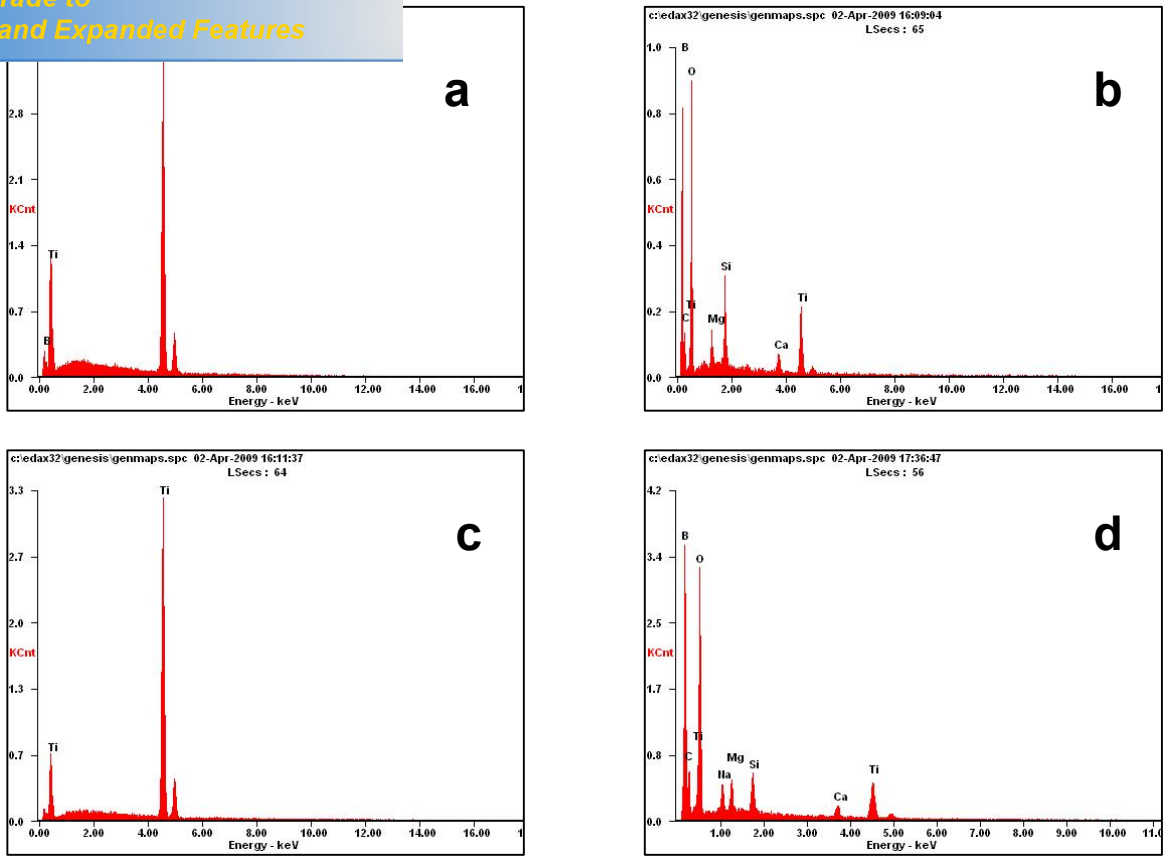 and Expanded Features
a
2.8
2.1
KCnt
1.4
0.7
0.0
Ti
B
0.00 2.00 4.00 6.00 8.00 10.00 12.00 14.00 16.00 1
Energy - keV
c:\edax32\genesis\genmaps.spc 02-Apr-2009 16:09:04
LSecs : 65
b
1.0
0.8
0.6
KCnt
0.4
0.2
0.0
B
O
Si
Ti
C
Mg
Ti
Ca
0.00 2.00 4.00 6.00 8.00 10.00 12.00 14.00 16.00 1
Energy - keV
c:\edax32\genesis\genmaps.spc 02-Apr-2009 16:11:37
LSecs : 64
c
3.3
2.7
2.0
KCnt
1.3
0.7
0.0
Ti
Ti
0.00 2.00 4.00 6.00 8.00 10.00 12.00 14.00 16.00 1
Energy - keV
c:\edax32\genesis\genmaps.spc 02-Apr-2009 17:36:47
LSecs : 56
d
4.2
3.4
2.5
KCnt
1.7
0.8
0.0
B
O
Ti
C
Na
Mg
Si
Ca
Ti
1.00 2.00 3.00 4.00 5.00 6.00 7.00 8.00 9.00 10.00 11.0
Energy - keV